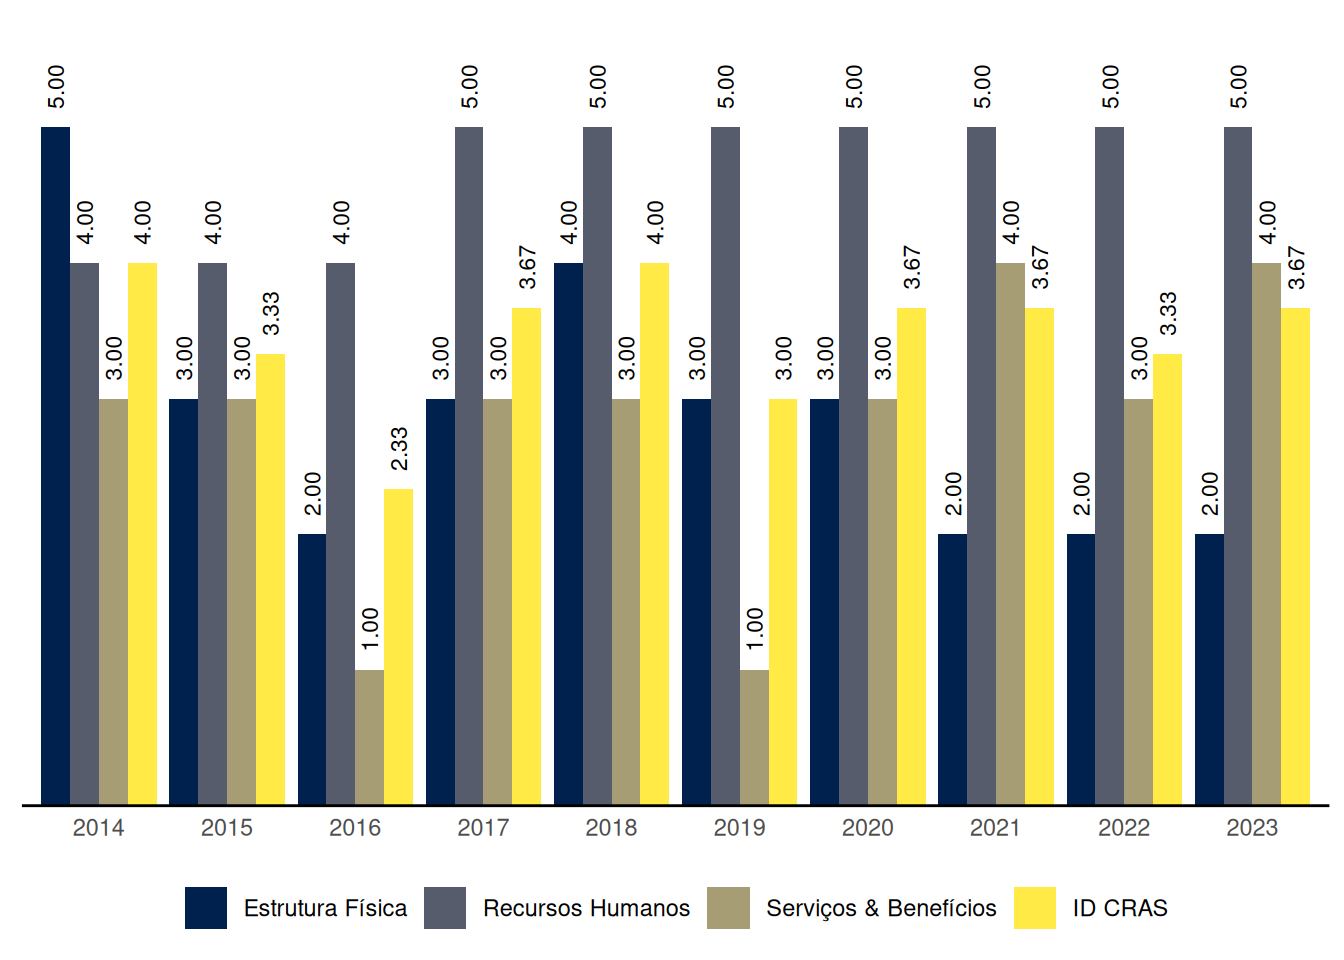 5.00 4.00 3.00 4.00 3.00 4.00 3.00 3.33 2.00 4.00 1.00 2.33 3.00 5.00 3.00 3.67 4.00 5.00 3.00 4.00 3.00 5.00 1.00 3.00 3.00 5.00 3.00 3.67 2.00 5.00 4.00 3.67 2.00 5.00 3.00 3.33 2.00 5.00 4.00 3.67
2014 2015 2016 2017 2018 2019 2020 2021 2022 2023
Estrutura Física Recursos Humanos Serviços & Benefícios ID CRAS